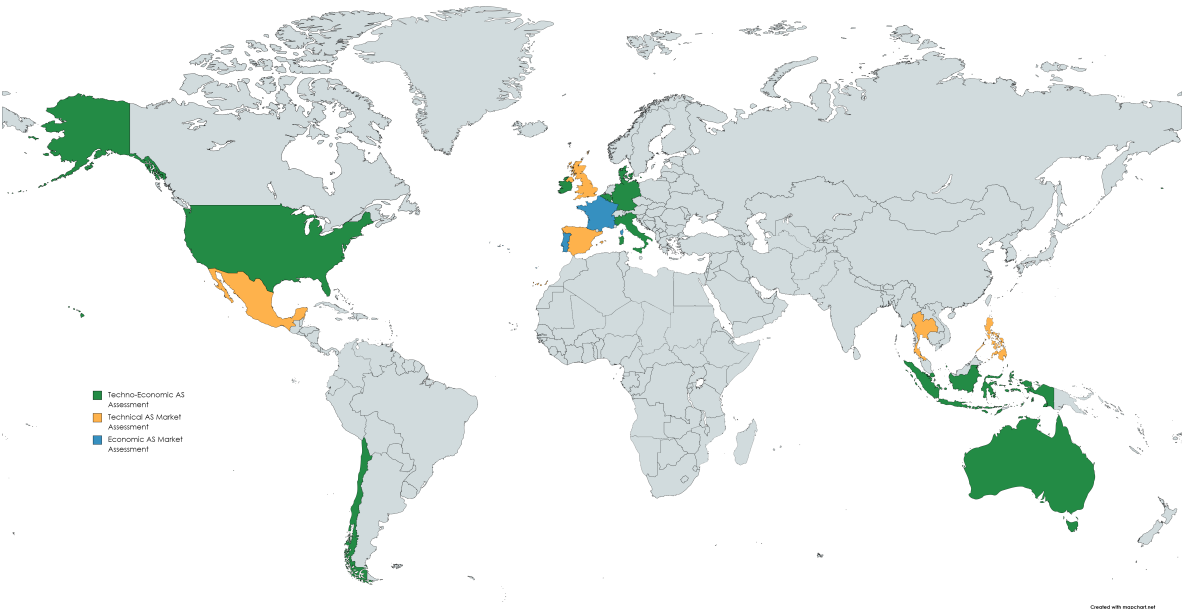 Techno-Economic AS
Assessment
Technical AS Market
Assessment
Economic AS Market
Assessment
Created with mapchart.net